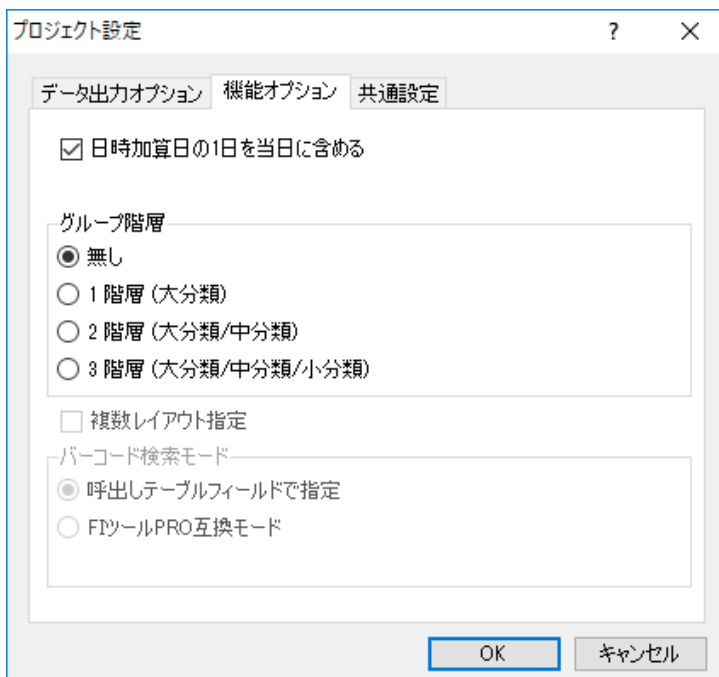 プロジェクト設定
?
データ出力オプション 機能オプション 共通設定
日時加算日の1日を当日に含める
グループ階層
無し
1 階層 (大分類)
2 階層 (大分類/中分類)
3 階層 (大分類/中分類/小分類)
複数レイアウト指定
バーコード検索モード
呼出しテーブルフィールドで指定
FIツールPRO互換モード
OK キャンセル